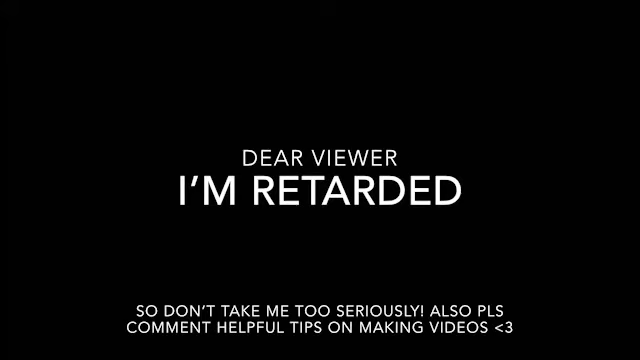 DEAR VIEWER
I'M RETARDED
SO DON'T TAKE ME TOO SERIOUSLY! ALSO PLS
COMMENT HELPFUL TIPS ON MAKING VIDEOS <3